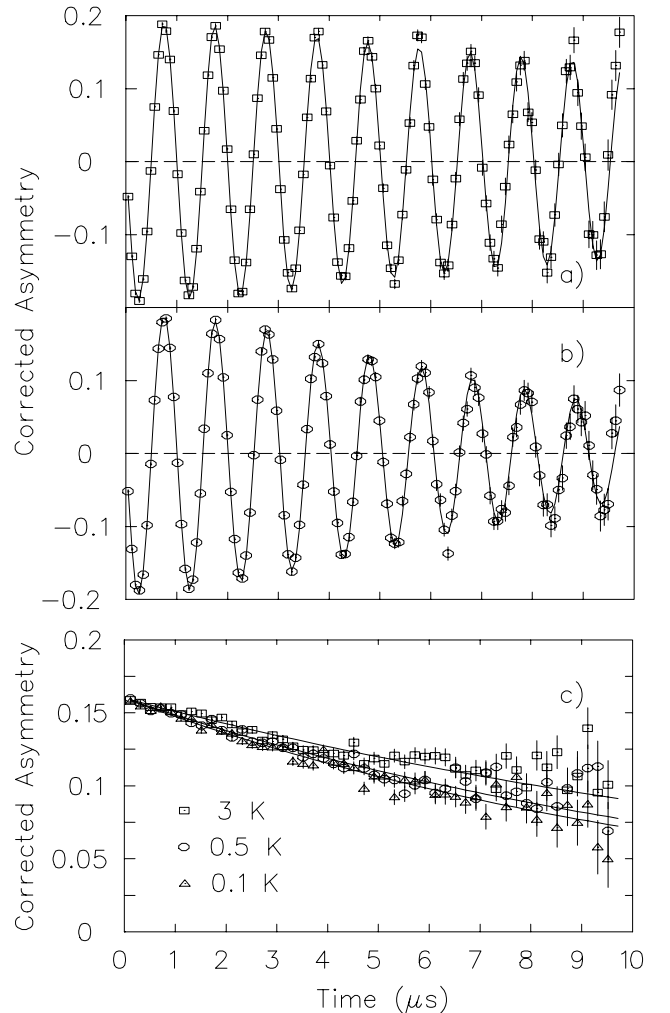 0.2
0.1
0
−0.1
a)
Corrected Asymmetry
b)
0.1
0
−0.1
−0.2
0.2
0.15
0.1
0.05
0
Corrected Asymmetry
c)
3 K
0.5 K
0.1 K
0 1 2 3 4 5 6 7 8 9 10
Time (μs)